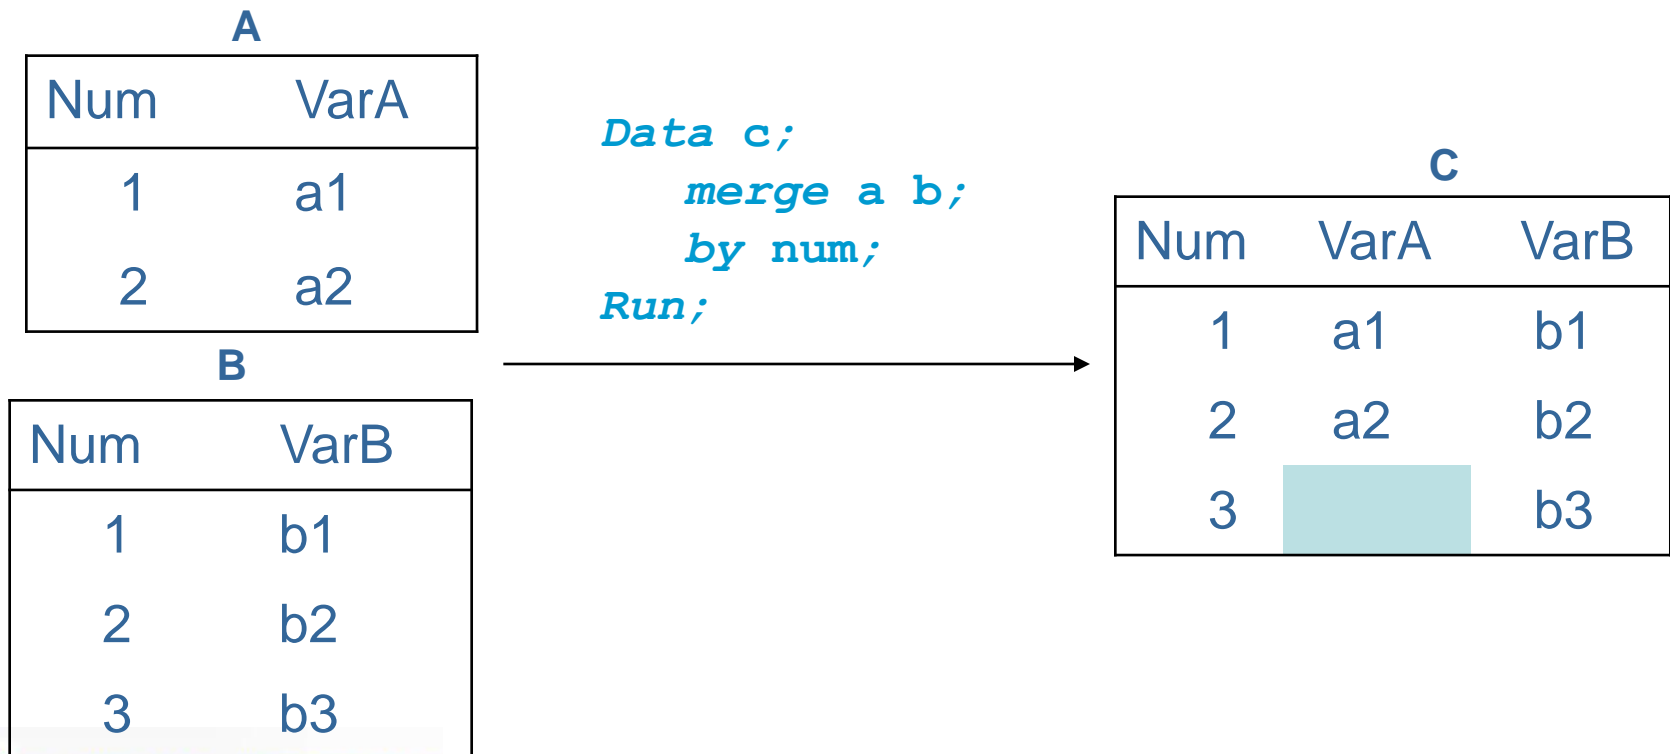 A
Num VarA
1 a1
2 a2
B
Num VarB
1 b1
2 b2
3 b3
Data c;
merge a b;
by num;
Run;
C
Num VarA VarB
1 a1 b1
2 a2 b2
3 b3